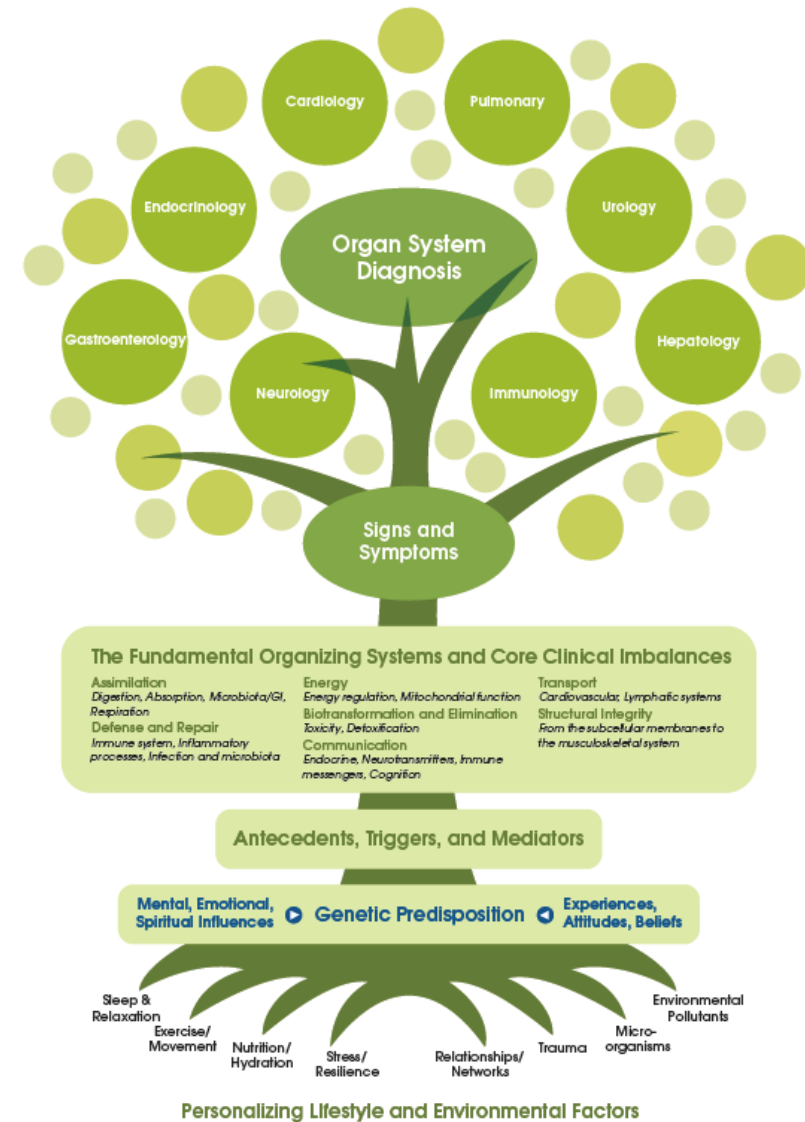 Cardiology
Pulmonary
Endocrinology
Urology
Organ System
Diagnosis
Gastroenterology
Hepatology
Neurology
Immunology
Signs and
Symptoms
The Fundamental Organizing Systems and Core Clinical Imbalances
Assimilation
Digestion, Absorption, Microbiota/GI,
Respiration
Defense and Repair
Immune system, Inflammatory
processes, Infection and microbiota
Energy
Energy regulation, Mitochondrial function
Biotransformation and Elimination
Toxicity, Detoxification
Communication
Endocrine, Neurotransmitters, Immune
messengers, Cognition
Transport
Cardiovascular, Lymphatic systems
Structural Integrity
From the subcellular membranes to
the musculoskeletal system
Antecedents, Triggers, and Mediators
Mental, Emotional,
Spiritual Influences
Genetic Predisposition
Experiences,
Attitudes, Beliefs
Sleep &
Relaxation
Exercise/
Movement
Nutrition/
Hydration
Stress/
Resilience
Relationships/
Networks
Trauma
Micro-
organisms
Environmental
Pollutants
Personalizing Lifestyle and Environmental Factors